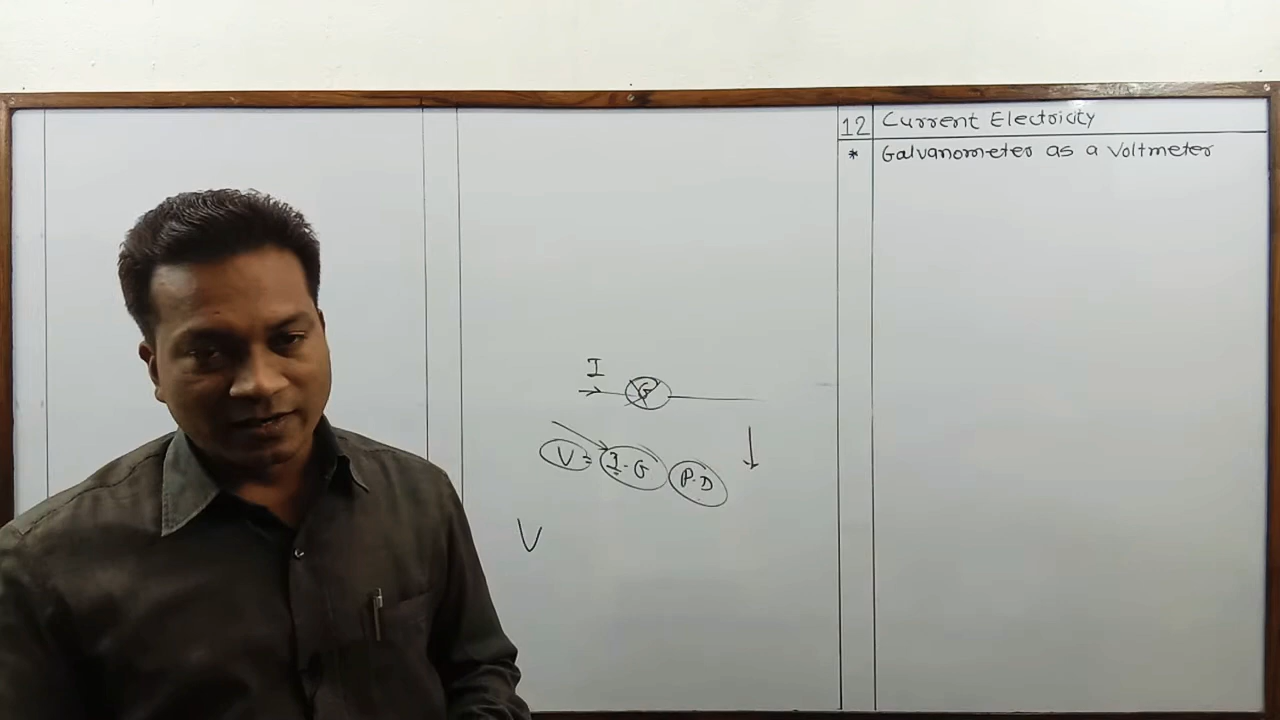 12 Current Electricity
* Galvanometer as a Voltmeter
I
G
V = I - G P.D
V